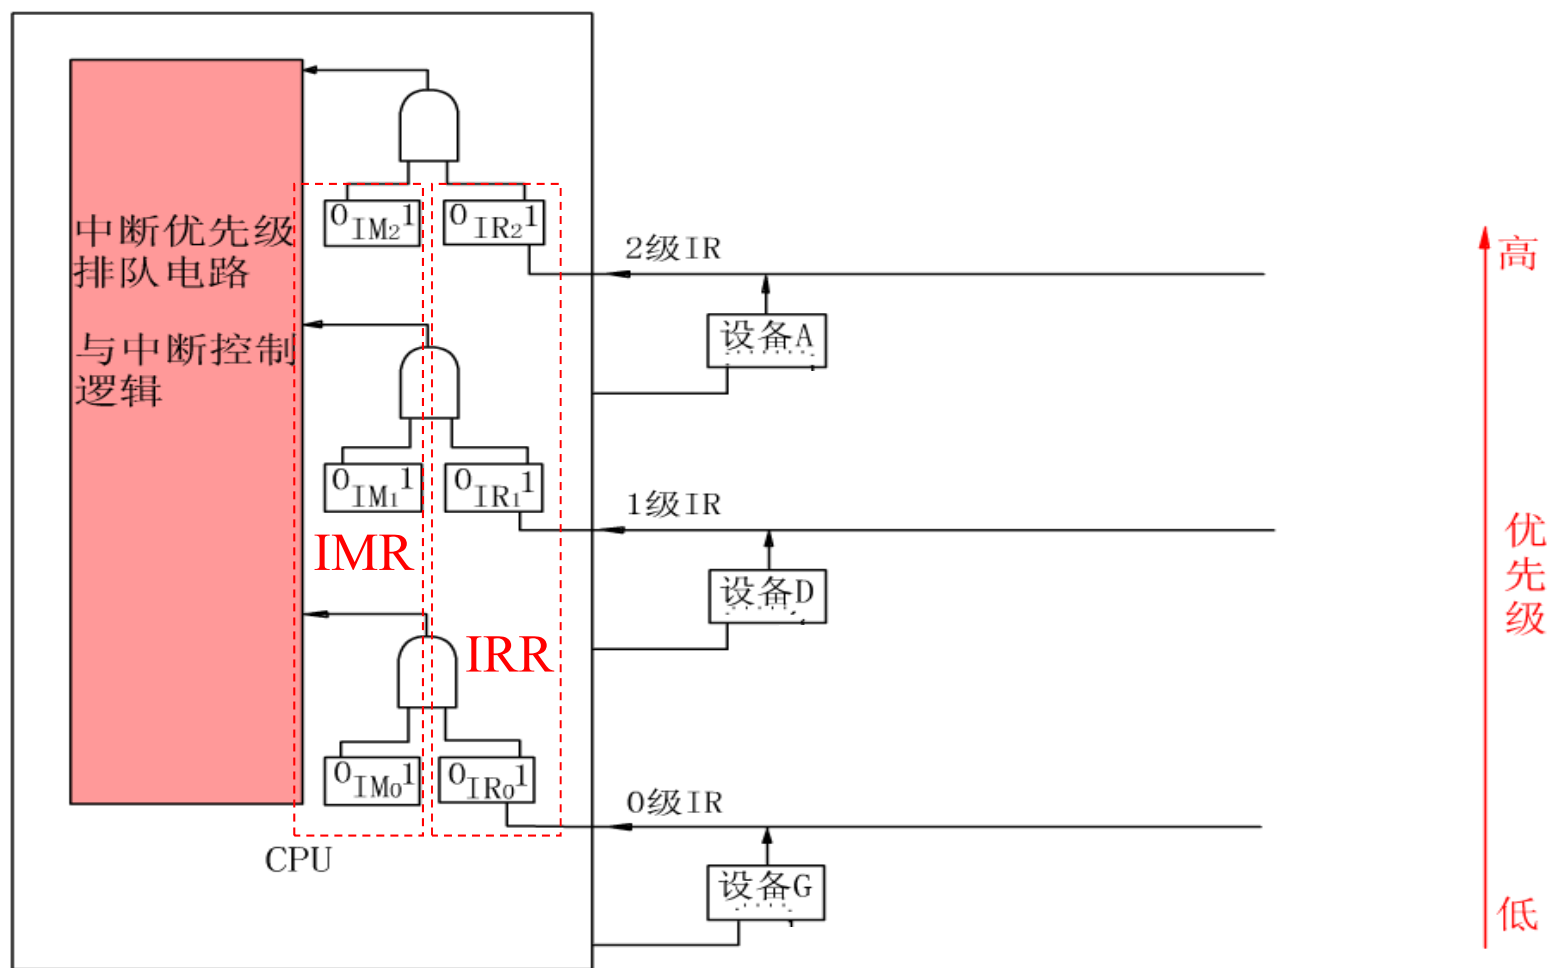 中断优先级
排队电路
与中断控制
逻辑
0 IM2 1
0 IR2 1
2级IR
设备A
0 IM1 1
0 IR1 1
1级IR
设备D
IMR
IRR
0 IM0 1
0 IR0 1
0级IR
设备G
CPU
高
优
先
级
低